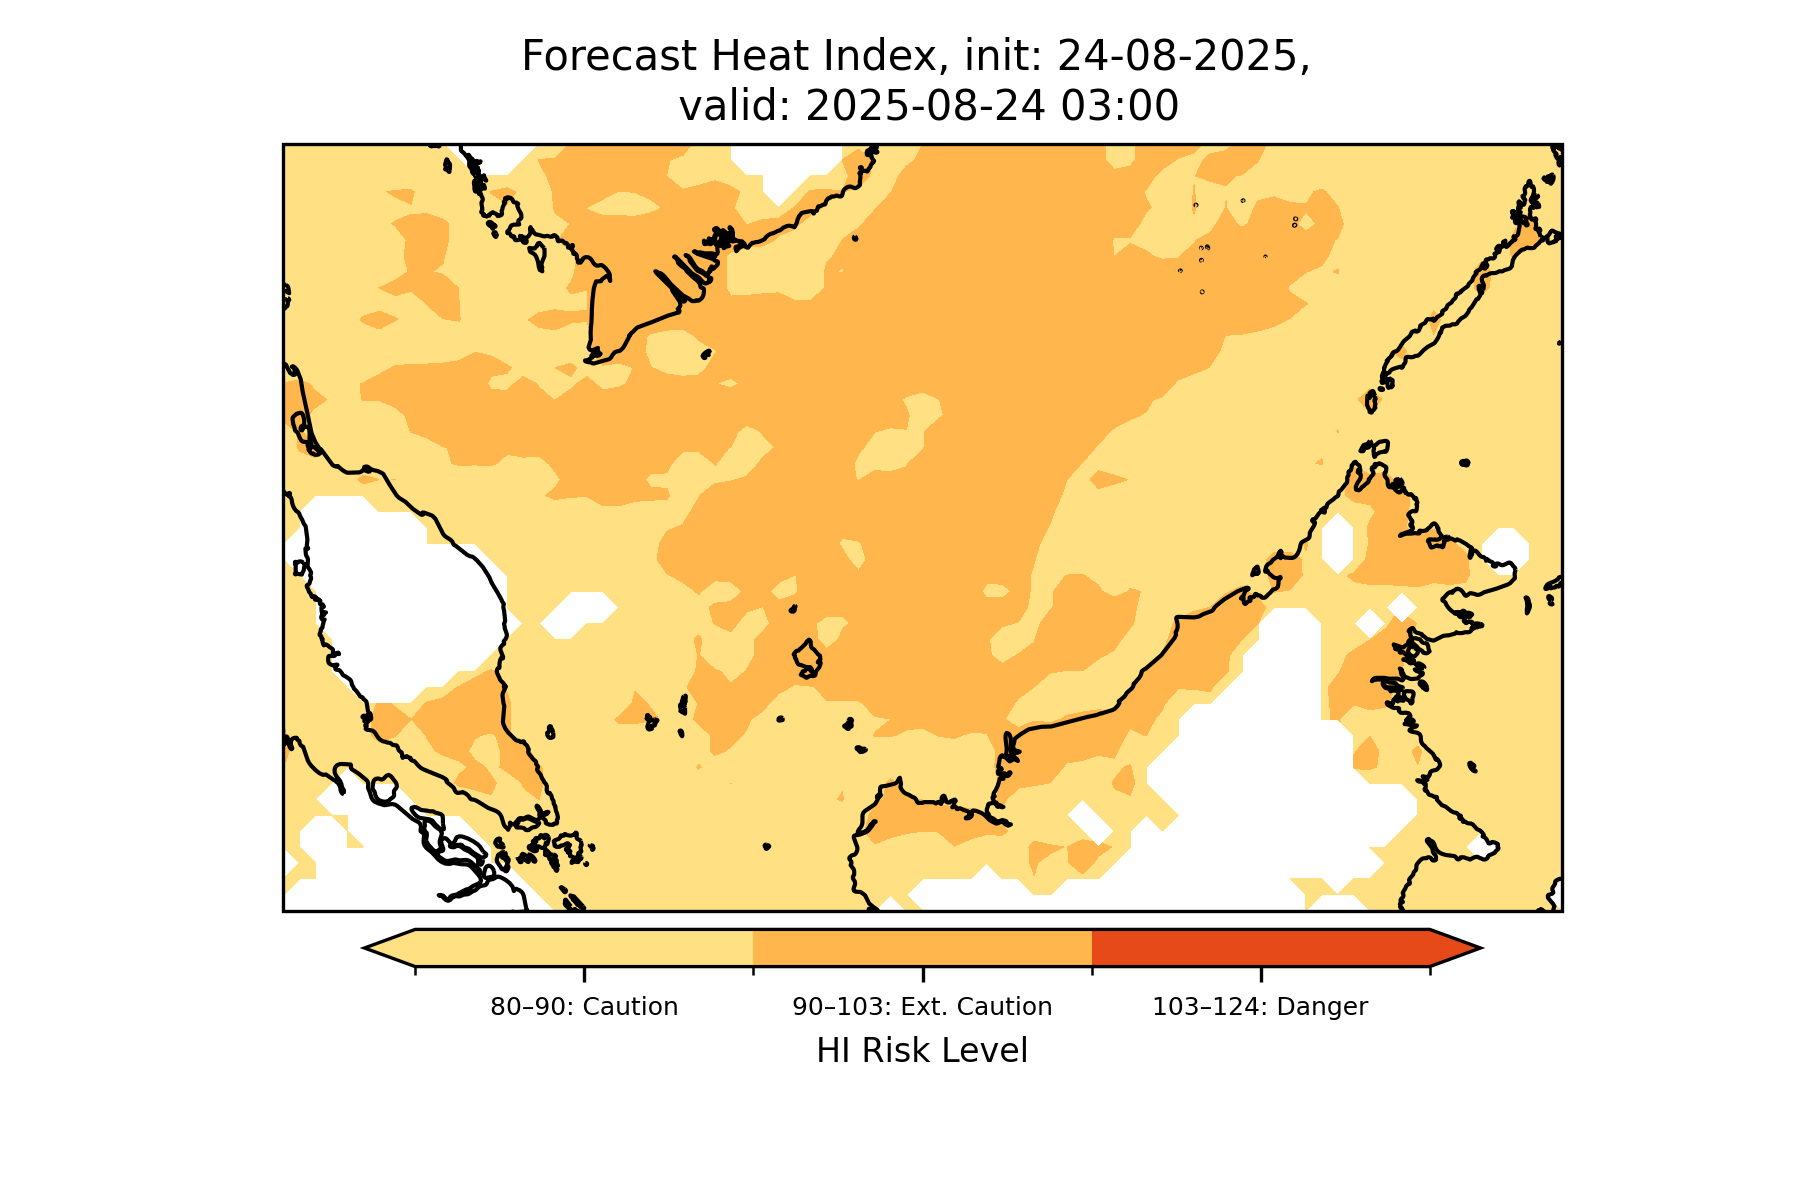 Forecast Heat Index, init: 24-08-2025,
valid: 2025-08-24 03:00
80–90: Caution
90–103: Ext. Caution
103–124: Danger
HI Risk Level